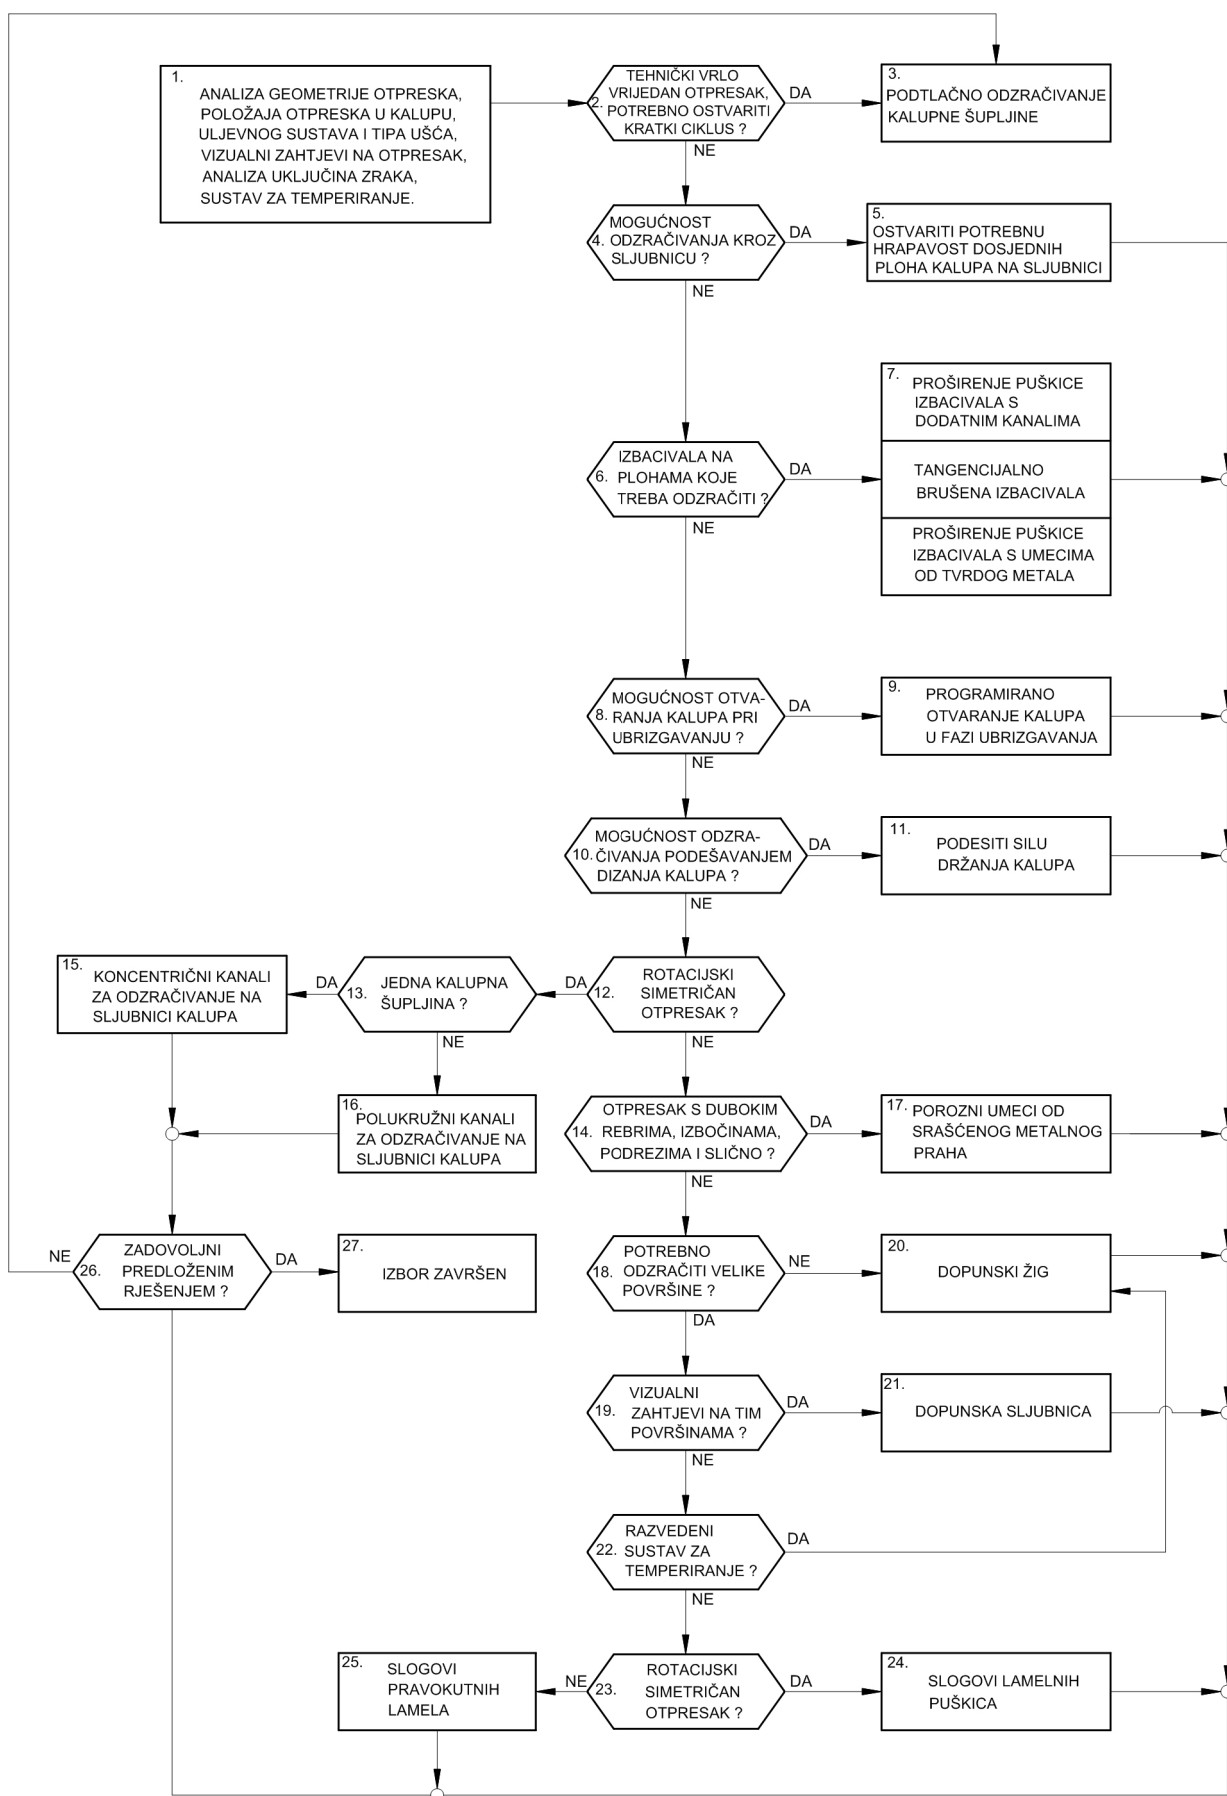 1.
ANALIZA GEOMETRIJE OTPRESKA,
POLOŽAJA OTPRESKA U KALUPU,
ULJEVNOG SUSTAVA I TIPA UŠĆA,
VIZUALNI ZAHTJEVI NA OTPRESAK,
ANALIZA UKLJUČINA ZRAKA,
SUSTAV ZA TEMPERIRANJE.
TEHNIČKI VRLO
VRIJEDAN OTPRESAK,
2. POTREBNO OSTVARITI
KRATKI CIKLUS ?
DA
NE
3.
PODTLAČNO ODZRAČIVANJE
KALUPNE ŠUPLJINE
MOGUĆNOST
4. ODZRAČIVANJA KROZ
SLJUBNICU ?
DA
NE
5.
OSTVARITI POTREBNU
HRAPAVOST DOSJEDNIH
PLOHA KALUPA NA SLJUBNICI
IZBACIVALA NA
6. PLOHAMA KOJE
TREBA ODZRAČITI ?
DA
NE
7.
PROŠIRENJE PUŠKICE
IZBACIVALA S
DODATNIM KANALIMA
TANGENCIJALNO
BRUŠENA IZBACIVALA
PROŠIRENJE PUŠKICE
IZBACIVALA S UMECIMA
OD TVRDOG METALA
MOGUĆNOST OTVA-
8. RANJA KALUPA PRI
UBRIZGAVANJU ?
DA
NE
9.
PROGRAMIRANO
OTVARANJE KALUPA
U FAZI UBRIZGAVANJA
MOGUĆNOST ODZRA-
10. ČIVANJA PODEŠAVANJEM
DIZANJA KALUPA ?
DA
NE
11.
PODESITI SILU
DRŽANJA KALUPA
ROTACIJSKI
12. SIMETRIČAN
OTPRESAK ?
DA
NE
JEDNA KALUPNA
13. ŠUPLJINA ?
DA
NE
15.
KONCENTRIČNI KANALI
ZA ODZRAČIVANJE NA
SLJUBNICI KALUPA
16.
POLUKRUŽNI KANALI
ZA ODZRAČIVANJE NA
SLJUBNICI KALUPA
OTPRESAK S DUBOKIM
14. REBRIMA, IZBOČINAMA,
PODREZIMA I SLIČNO ?
DA
NE
17.
POROZNI UMECI OD
SRAŠĆENOG METALNOG
PRAHA
ZADOVOLJNI
26. PREDLOŽENIM
RJEŠENJEM ?
NE
DA
27.
IZBOR ZAVRŠEN
POTREBNO
18. ODZRAČITI VELIKE
POVRŠINE ?
NE
DA
20.
DOPUNSKI ŽIG
VIZUALNI
19. ZAHTJEVI NA TIM
POVRŠINAMA ?
DA
NE
21.
DOPUNSKA SLJUBNICA
RAZVEDENI
22. SUSTAV ZA
TEMPERIRANJE ?
DA
NE
ROTACIJSKI
23. SIMETRIČAN
OTPRESAK ?
NE
DA
25.
SLOGOVI
PRAVOKUTNIH
LAMELA
24.
SLOGOVI LAMELNIH
PUŠKICA